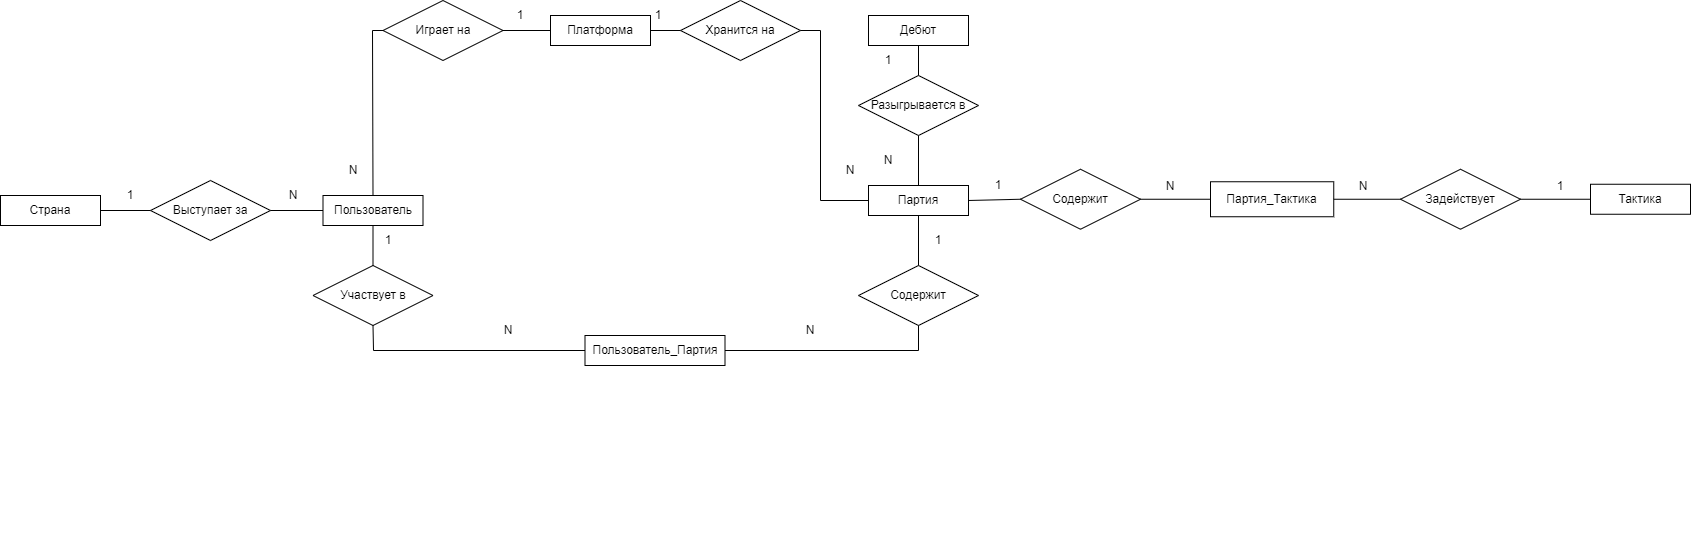 Играет на
1
Платформа
1
Хранится на
Дебют
1
Разыгрывается в
N
N
N
Страна
1
Выступает за
N
Пользователь
Партия
1
Содержит
N
Партия_Тактика
N
Задействует
1
Тактика
1
1
Участвует в
Содержит
N
N
Пользователь_Партия